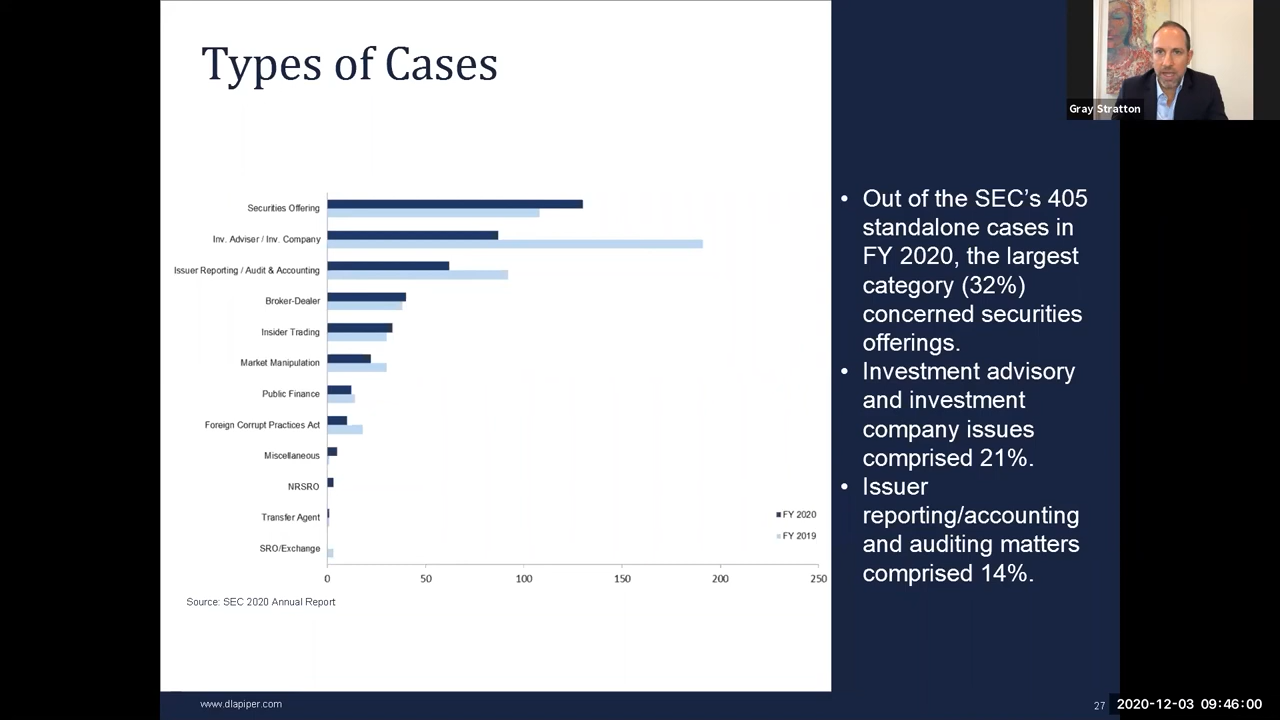 Types of Cases
Gray Stratton
Securities Offering
Inv. Adviser / Inv. Company
Issuer Reporting / Audit & Accounting
Broker-Dealer
Insider Trading
Market Manipulation
Public Finance
Foreign Corrupt Practices Act
Miscellaneous
NRSRO
Transfer Agent
SRO/Exchange
■ FY 2020
■ FY 2019
0 50 100 150 200 250
Source: SEC 2020 Annual Report
• Out of the SEC’s 405
standalone cases in
FY 2020, the largest
category (32%)
concerned securities
offerings.
• Investment advisory
and investment
company issues
comprised 21%.
• Issuer
reporting/accounting
and auditing matters
comprised 14%.
www.dlapiper.com
27
2020-12-03 09:46:00